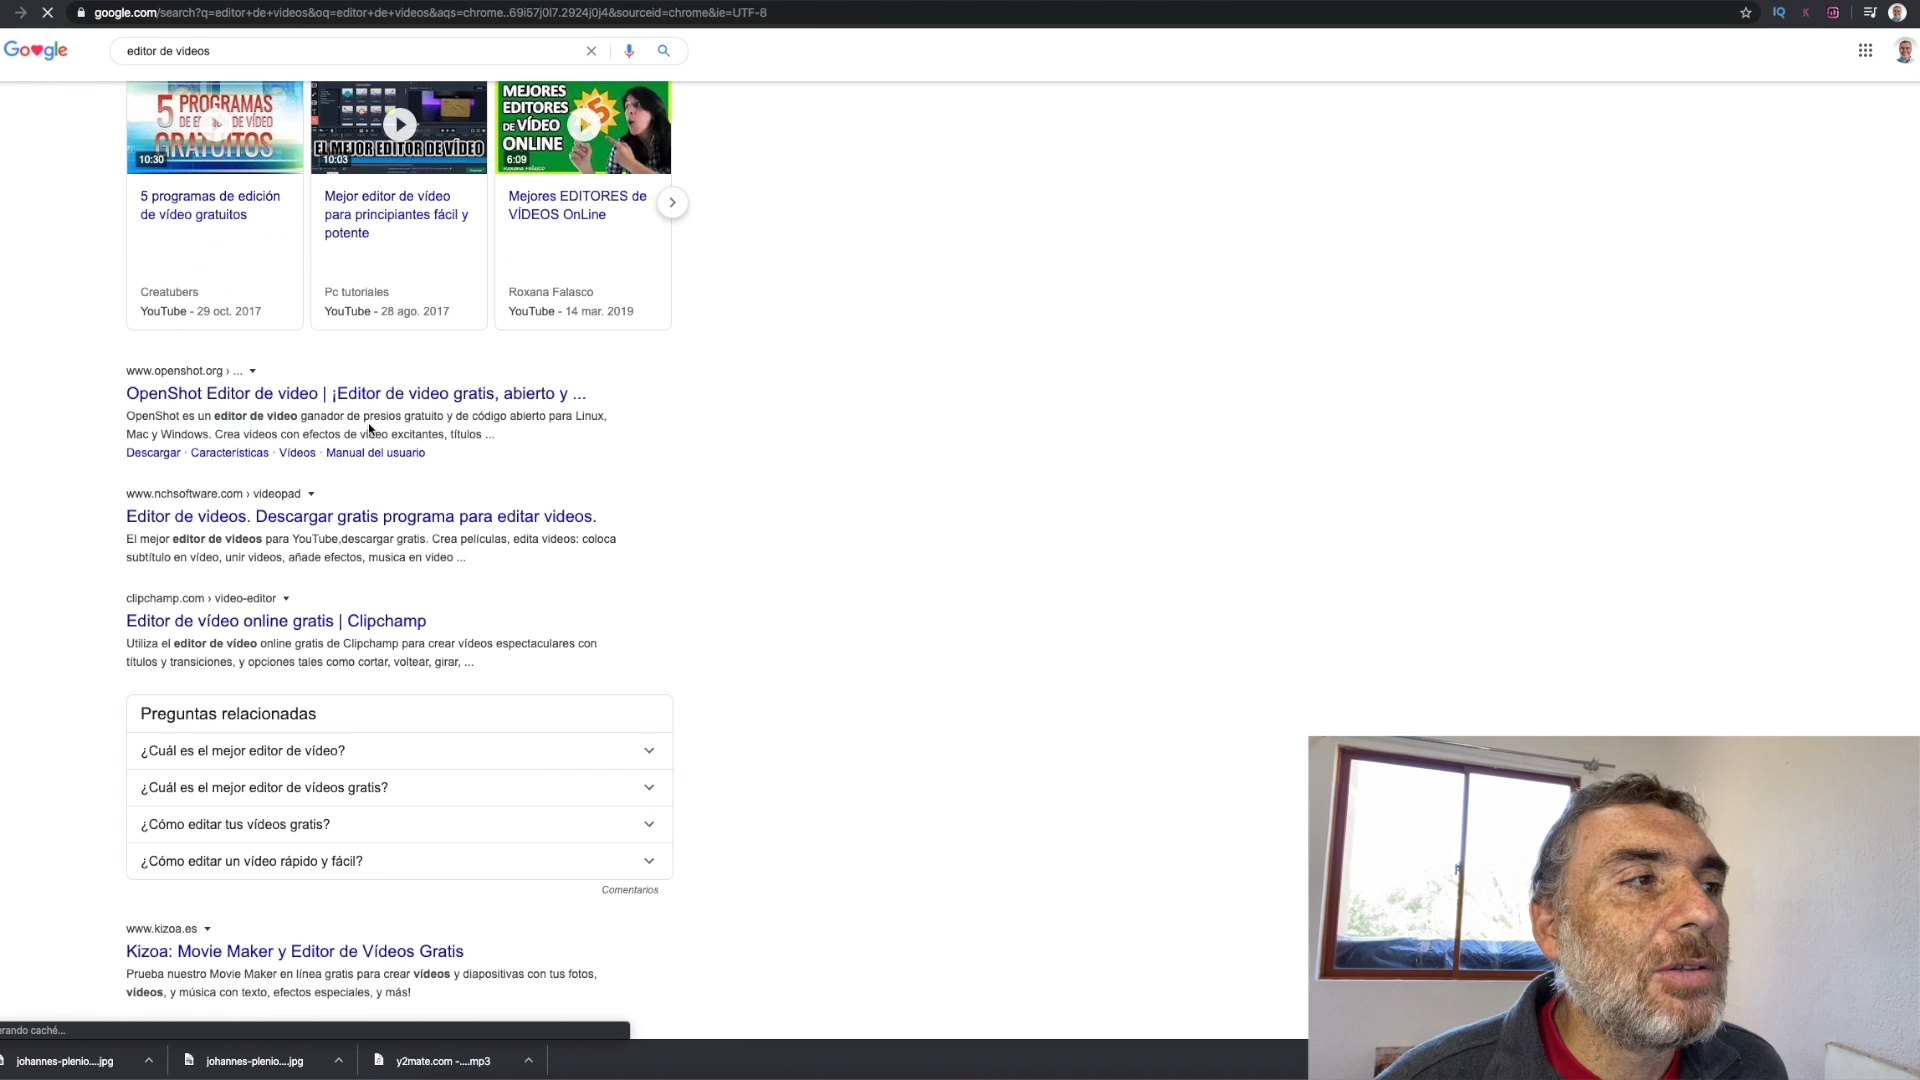 google.com/search?q=editor+de+videos&oq=editor+de+videos&aqs=chrome..69i57j0l7.2924j0j4&sourceid=chrome&ie=UTF-8
IQ
K
editor de videos
5 PROGRAMAS
GRATUITOS
10:30
EL MEJOR EDITOR DE VÍDEO
10:03
MEJORES
EDITORES
DE VÍDEO
ONLINE
5
6:09
Roxana Falasco
5 programas de edición
de vídeo gratuitos
Creatubers
YouTube - 29 oct. 2017
Mejor editor de vídeo
para principiantes fácil y
potente
Pc tutoriales
YouTube - 28 ago. 2017
Mejores EDITORES de
VÍDEOS OnLine
Roxana Falasco
YouTube - 14 mar. 2019
www.openshot.org › ...
OpenShot Editor de video | ¡Editor de video gratis, abierto y ...
OpenShot es un editor de video ganador de presios gratuito y de código abierto para Linux,
Mac y Windows. Crea videos con efectos de video excitantes, títulos ...
Descargar · Características · Vídeos · Manual del usuario
www.nchsoftware.com › videopad
Editor de videos. Descargar gratis programa para editar videos.
El mejor editor de videos para YouTube,descargar gratis. Crea películas, edita videos: coloca
subtítulo en vídeo, unir videos, añade efectos, musica en video ...
clipchamp.com › video-editor
Editor de vídeo online gratis | Clipchamp
Utiliza el editor de vídeo online gratis de Clipchamp para crear vídeos espectaculares con
títulos y transiciones, y opciones tales como cortar, voltear, girar, ...
Preguntas relacionadas
¿Cuál es el mejor editor de vídeo?
¿Cuál es el mejor editor de vídeos gratis?
¿Cómo editar tus vídeos gratis?
¿Cómo editar un vídeo rápido y fácil?
Comentarios
www.kizoa.es
Kizoa: Movie Maker y Editor de Vídeos Gratis
Prueba nuestro Movie Maker en línea gratis para crear vídeos y diapositivas con tus fotos,
vídeos, y música con texto, efectos especiales, y más!
erando caché...
johannes-plenio....jpg
johannes-plenio....jpg
y2mate.com -....mp3